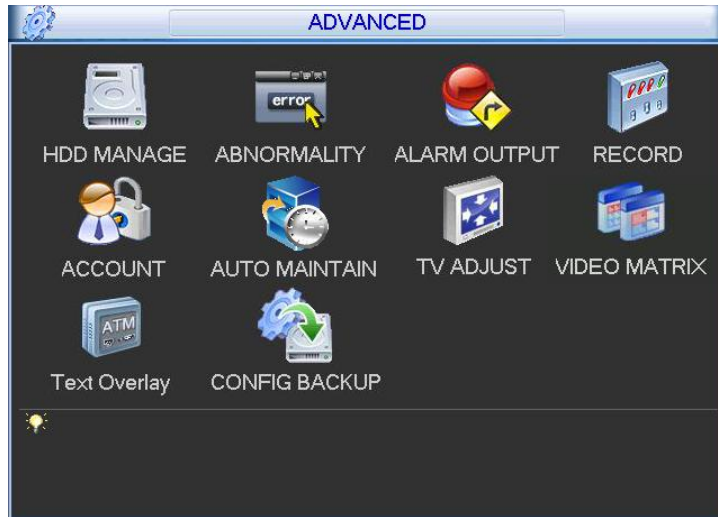 ADVANCED
error
HDD MANAGE ABNORMALITY ALARM OUTPUT RECORD
ACCOUNT AUTO MAINTAIN TV ADJUST VIDEO MATRIX
ATM
Text Overlay CONFIG BACKUP